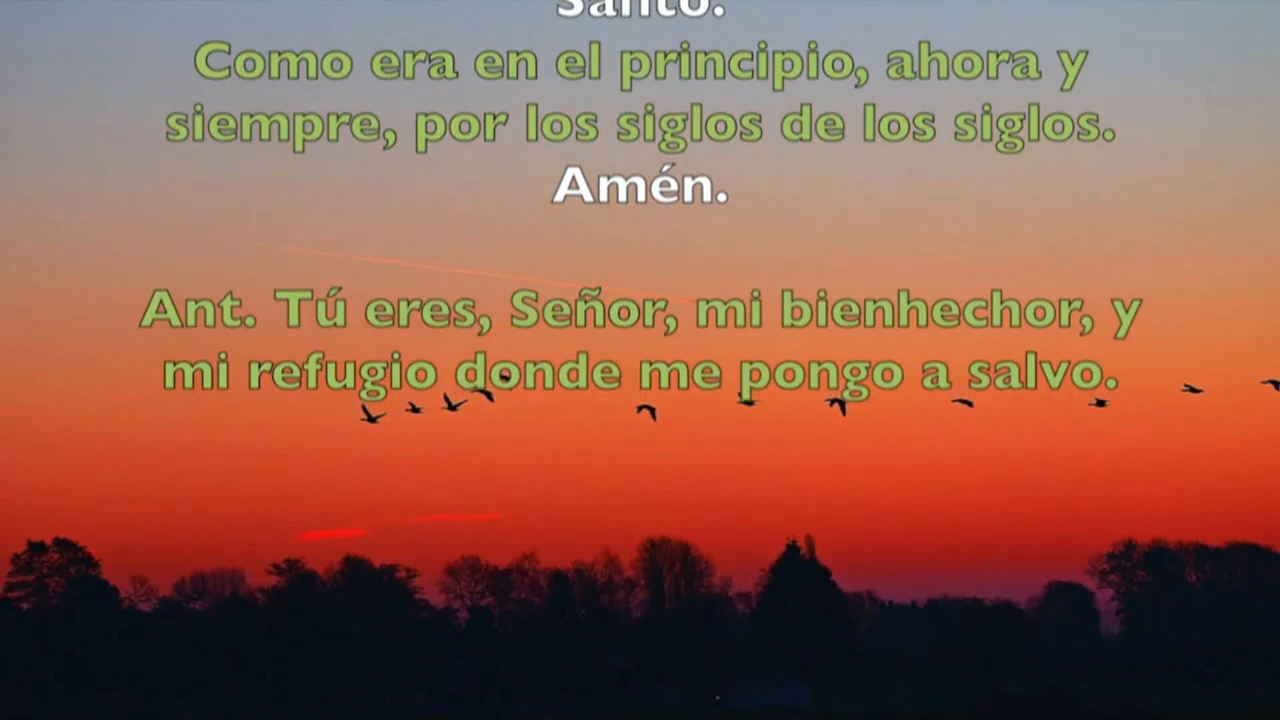 Santo.
Como era en el principio, ahora y
siempre, por los siglos de los siglos.
Amén.
Ant. Tú eres, Señor, mi bienhechor, y
mi refugio donde me pongo a salvo.